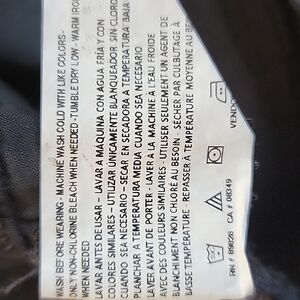 WASH BEFORE WEARING - MACHINE WASH COLD WITH LIKE COLORS -
ONLY NON-CHLORINE BLEACH WHEN NEEDED - TUMBLE DRY LOW - WARM IRON
WHEN NEEDED
LAVAR ANTES DE USAR - LAVAR A MÁQUINA CON AGUA FRÍA Y CON
COLORES SIMILARES - UTILIZAR ÚNICAMENTE BLANQUEADOR SIN CLORO
CUANDO SEA NECESARIO - SECAR EN SECADORA A TEMPERATURA BAJA
PLANCHAR A TEMPERATURA MEDIA CUANDO SEA NECESARIO
LAVER AVANT DE PORTER - LAVER À LA MACHINE À L'EAU FROIDE
AVEC DES COULEURS SIMILAIRES - UTILISER SEULEMENT UN AGENT DE
BLANCHIMENT NON CHLORÉ AU BESOIN - SÉCHER PAR CULBUTAGE À
BASSE TEMPÉRATURE - REPASSER À TEMPÉRATURE MOYENNE AU
RN # 89628 CA # 08349